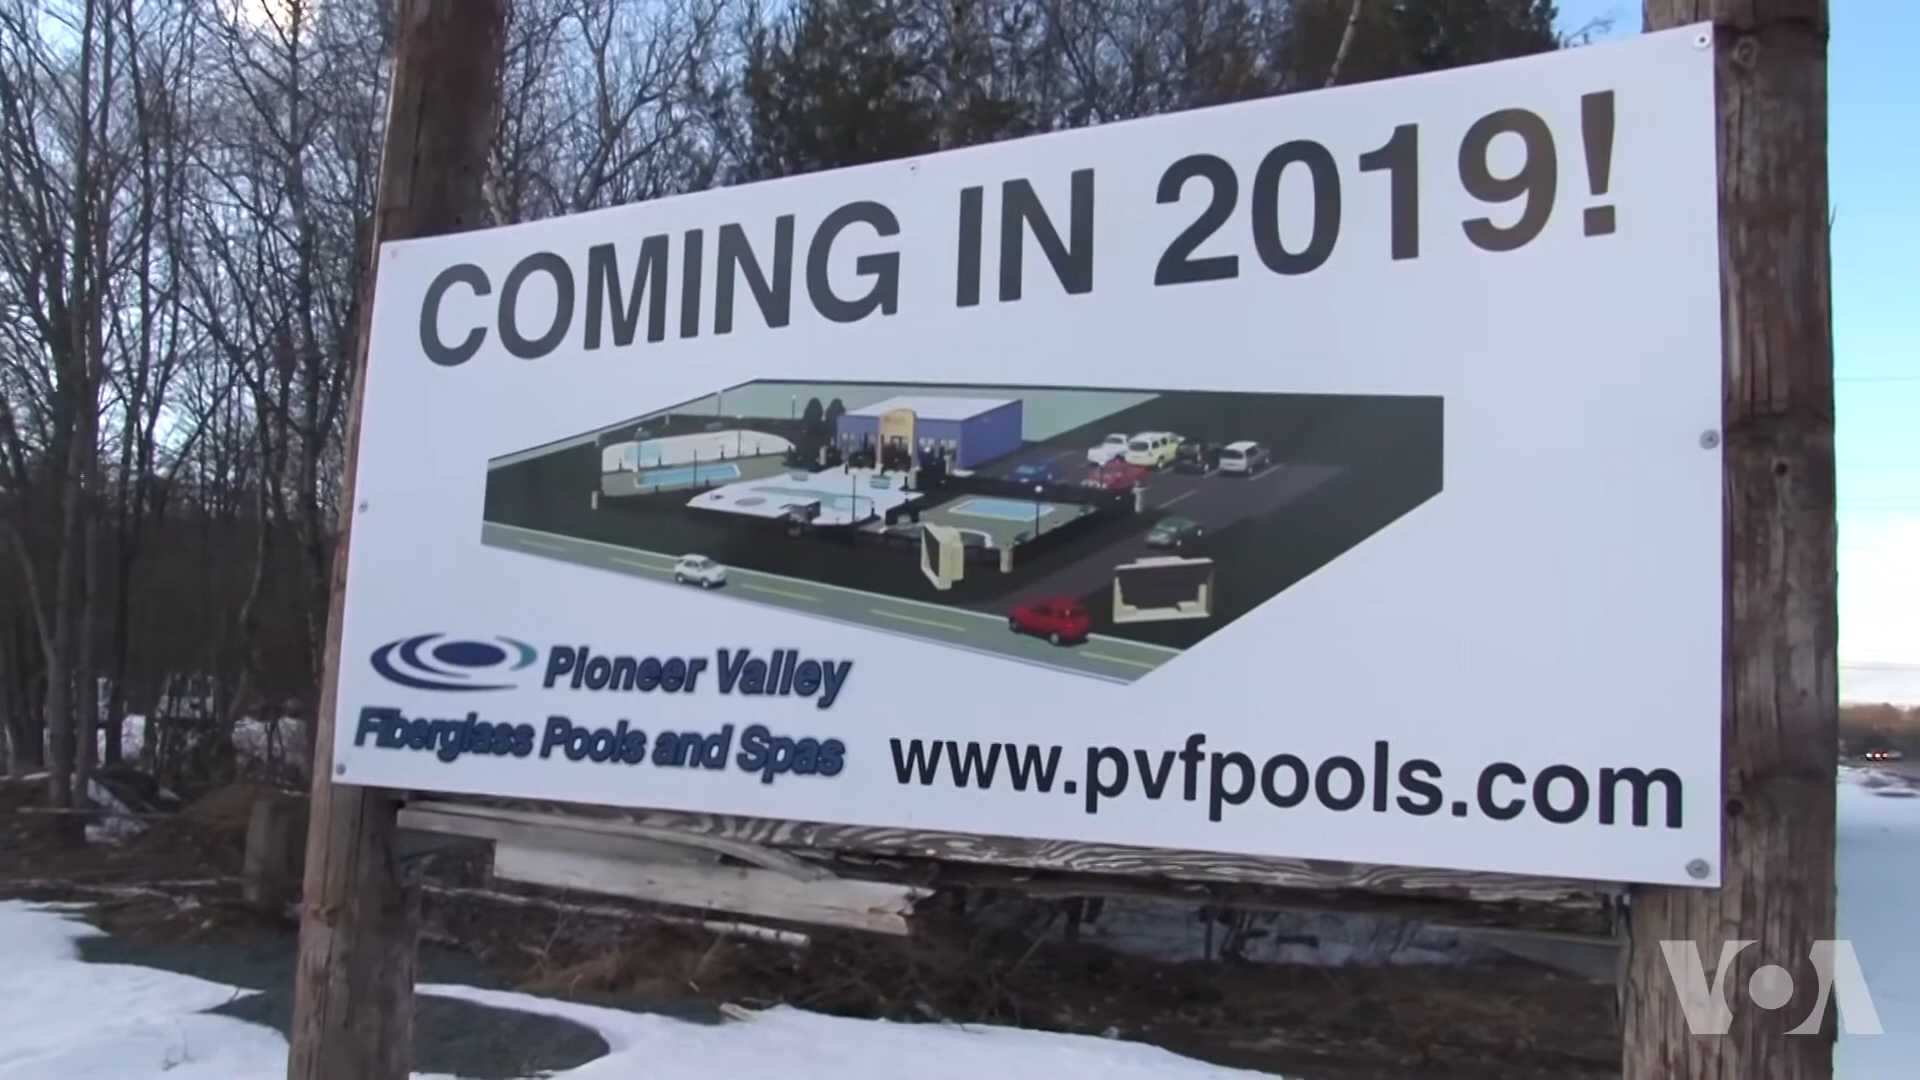 COMING IN 2019!
Pioneer Valley
Fiberglass Pools and Spas
www.pvfpools.com
VOA